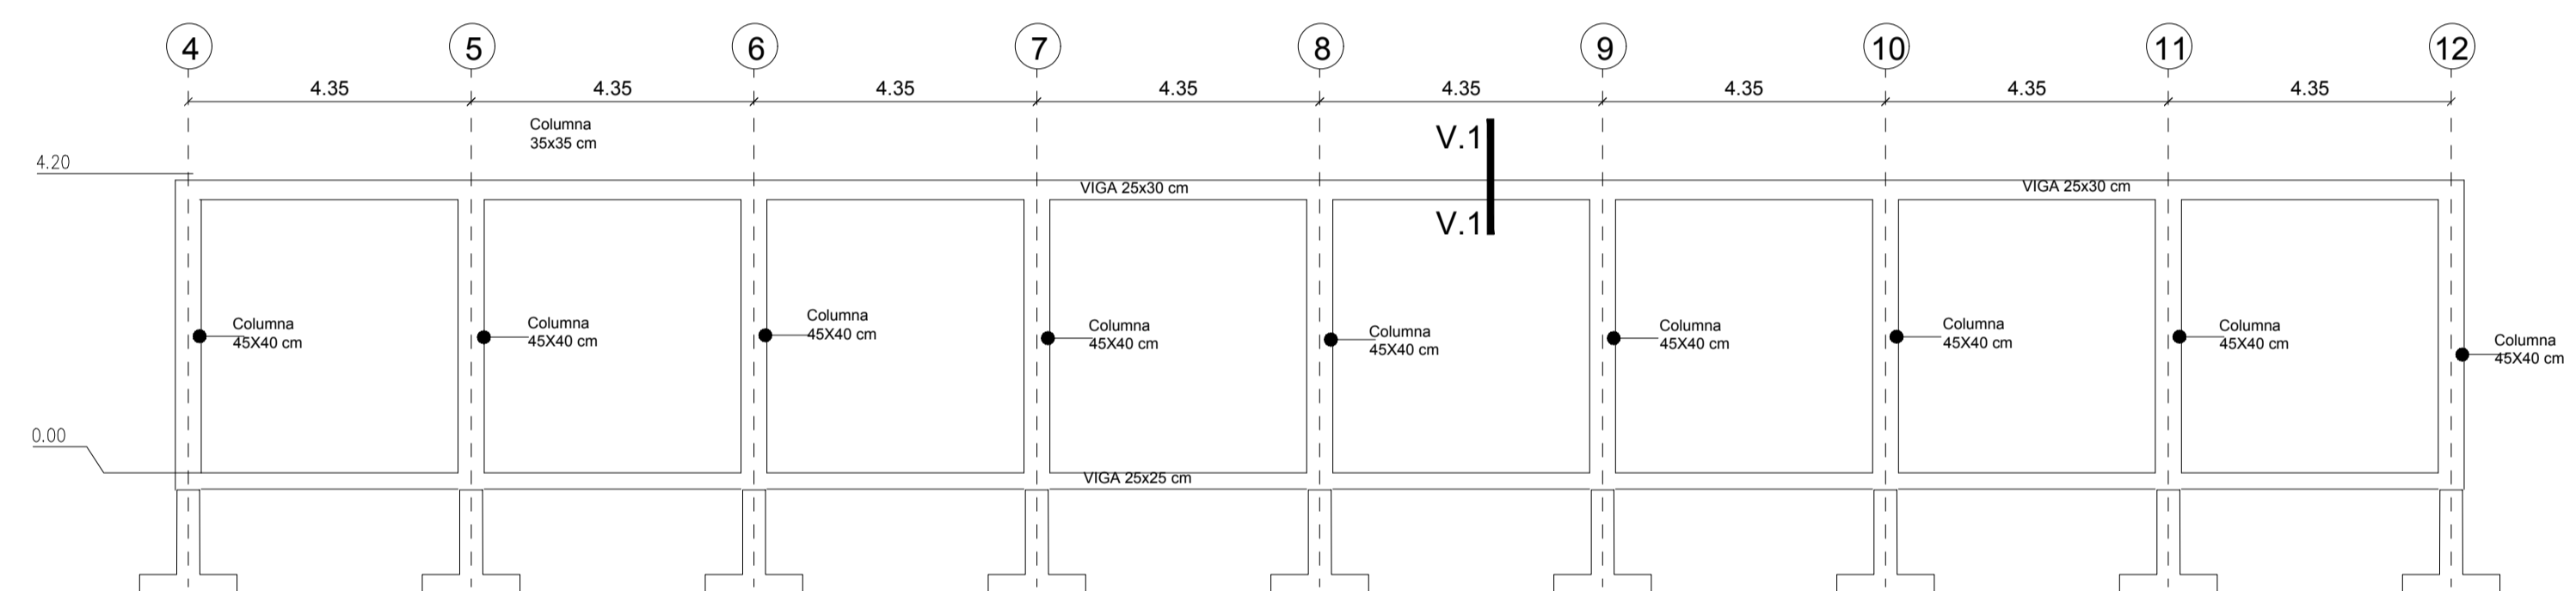 4 5 6 7 8 9 10 11 12
4.35 4.35 4.35 4.35 4.35 4.35 4.35 4.35
Columna
35x35 cm
V.1
4.20
VIGA 25x30 cm
VIGA 25x30 cm
V.1
Columna
45X40 cm
Columna
45X40 cm
Columna
45X40 cm
Columna
45X40 cm
Columna
45X40 cm
Columna
45X40 cm
Columna
45X40 cm
Columna
45X40 cm
Columna
45X40 cm
0.00
VIGA 25x25 cm